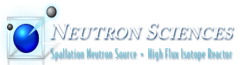 NEUTRON SCIENCES
Spallation Neutron Source • High Flux Isotope Reactor